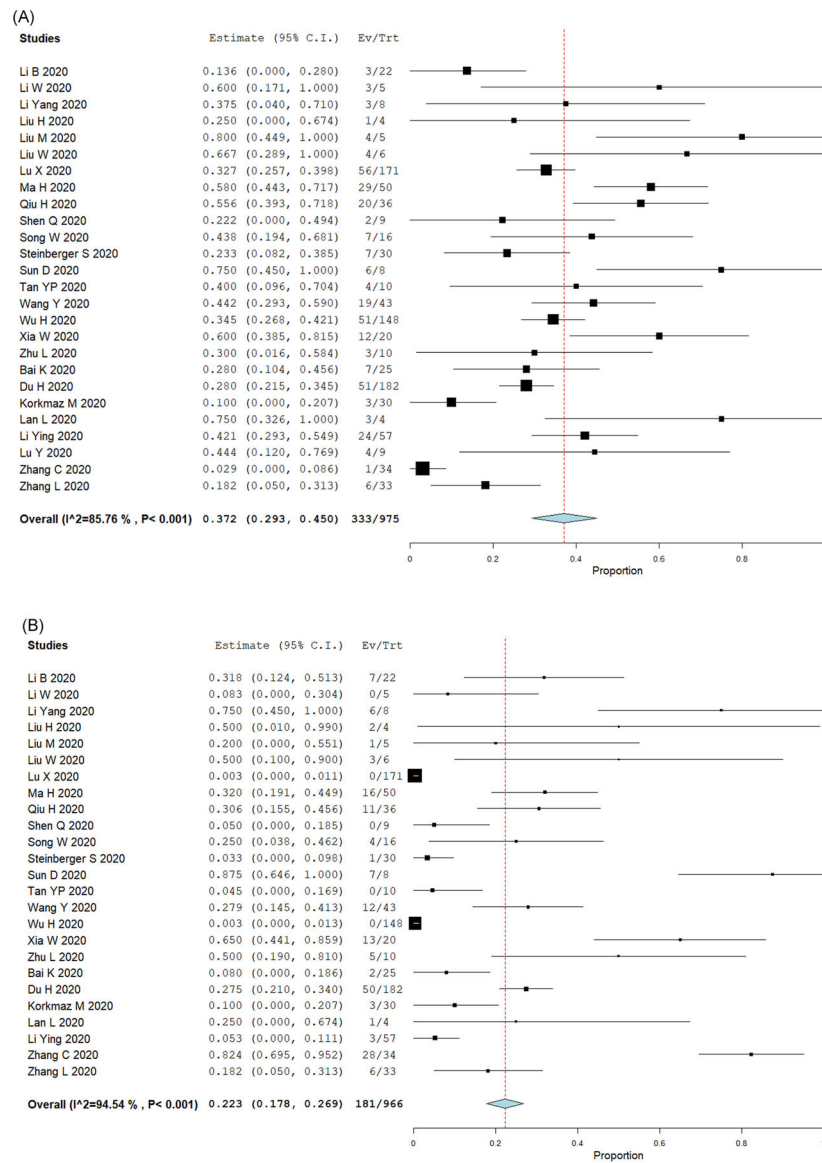 (A)
Studies Estimate (95% C.I.) Ev/Trt
Li B 2020 0.136 (0.000, 0.280) 3/22
Li W 2020 0.600 (0.171, 1.000) 3/5
Li Yang 2020 0.375 (0.040, 0.710) 3/8
Liu H 2020 0.250 (0.000, 0.674) 1/4
Liu M 2020 0.800 (0.449, 1.000) 4/5
Liu W 2020 0.667 (0.289, 1.000) 4/6
Lu X 2020 0.327 (0.257, 0.398) 56/171
Ma H 2020 0.580 (0.443, 0.717) 29/50
Qiu H 2020 0.556 (0.393, 0.718) 20/36
Shen Q 2020 0.222 (0.000, 0.494) 2/9
Song W 2020 0.438 (0.194, 0.681) 7/16
Steinberger S 2020 0.233 (0.082, 0.385) 7/30
Sun D 2020 0.750 (0.450, 1.000) 6/8
Tan YP 2020 0.400 (0.096, 0.704) 4/10
Wang Y 2020 0.442 (0.293, 0.590) 19/43
Wu H 2020 0.345 (0.268, 0.421) 51/148
Xia W 2020 0.600 (0.385, 0.815) 12/20
Zhu L 2020 0.300 (0.016, 0.584) 3/10
Bai K 2020 0.280 (0.104, 0.456) 7/25
Du H 2020 0.280 (0.215, 0.345) 51/182
Korkmaz M 2020 0.100 (0.000, 0.207) 3/30
Lan L 2020 0.750 (0.326, 1.000) 3/4
Li Ying 2020 0.421 (0.293, 0.549) 24/57
Lu Y 2020 0.444 (0.120, 0.769) 4/9
Zhang C 2020 0.029 (0.000, 0.086) 1/34
Zhang L 2020 0.182 (0.050, 0.313) 6/33
Overall (I^2=85.76 % , P< 0.001) 0.372 (0.293, 0.450) 333/975
0 0.2 0.4 0.6 0.8
Proportion
(B)
Studies Estimate (95% C.I.) Ev/Trt
Li B 2020 0.318 (0.124, 0.513) 7/22
Li W 2020 0.083 (0.000, 0.304) 0/5
Li Yang 2020 0.750 (0.450, 1.000) 6/8
Liu H 2020 0.500 (0.010, 0.990) 2/4
Liu M 2020 0.200 (0.000, 0.551) 1/5
Liu W 2020 0.500 (0.100, 0.900) 3/6
Lu X 2020 0.003 (0.000, 0.011) 0/171
Ma H 2020 0.320 (0.191, 0.449) 16/50
Qiu H 2020 0.306 (0.155, 0.456) 11/36
Shen Q 2020 0.050 (0.000, 0.185) 0/9
Song W 2020 0.250 (0.038, 0.462) 4/16
Steinberger S 2020 0.033 (0.000, 0.098) 1/30
Sun D 2020 0.875 (0.646, 1.000) 7/8
Tan YP 2020 0.045 (0.000, 0.169) 0/10
Wang Y 2020 0.279 (0.145, 0.413) 12/43
Wu H 2020 0.003 (0.000, 0.013) 0/148
Xia W 2020 0.650 (0.441, 0.859) 13/20
Zhu L 2020 0.500 (0.190, 0.810) 5/10
Bai K 2020 0.080 (0.000, 0.186) 2/25
Du H 2020 0.275 (0.210, 0.340) 50/182
Korkmaz M 2020 0.100 (0.000, 0.207) 3/30
Lan L 2020 0.250 (0.000, 0.674) 1/4
Li Ying 2020 0.053 (0.000, 0.111) 3/57
Zhang C 2020 0.824 (0.695, 0.952) 28/34
Zhang L 2020 0.182 (0.050, 0.313) 6/33
Overall (I^2=94.54 % , P< 0.001) 0.223 (0.178, 0.269) 181/966
0 0.2 0.4 0.6 0.8
Proportion